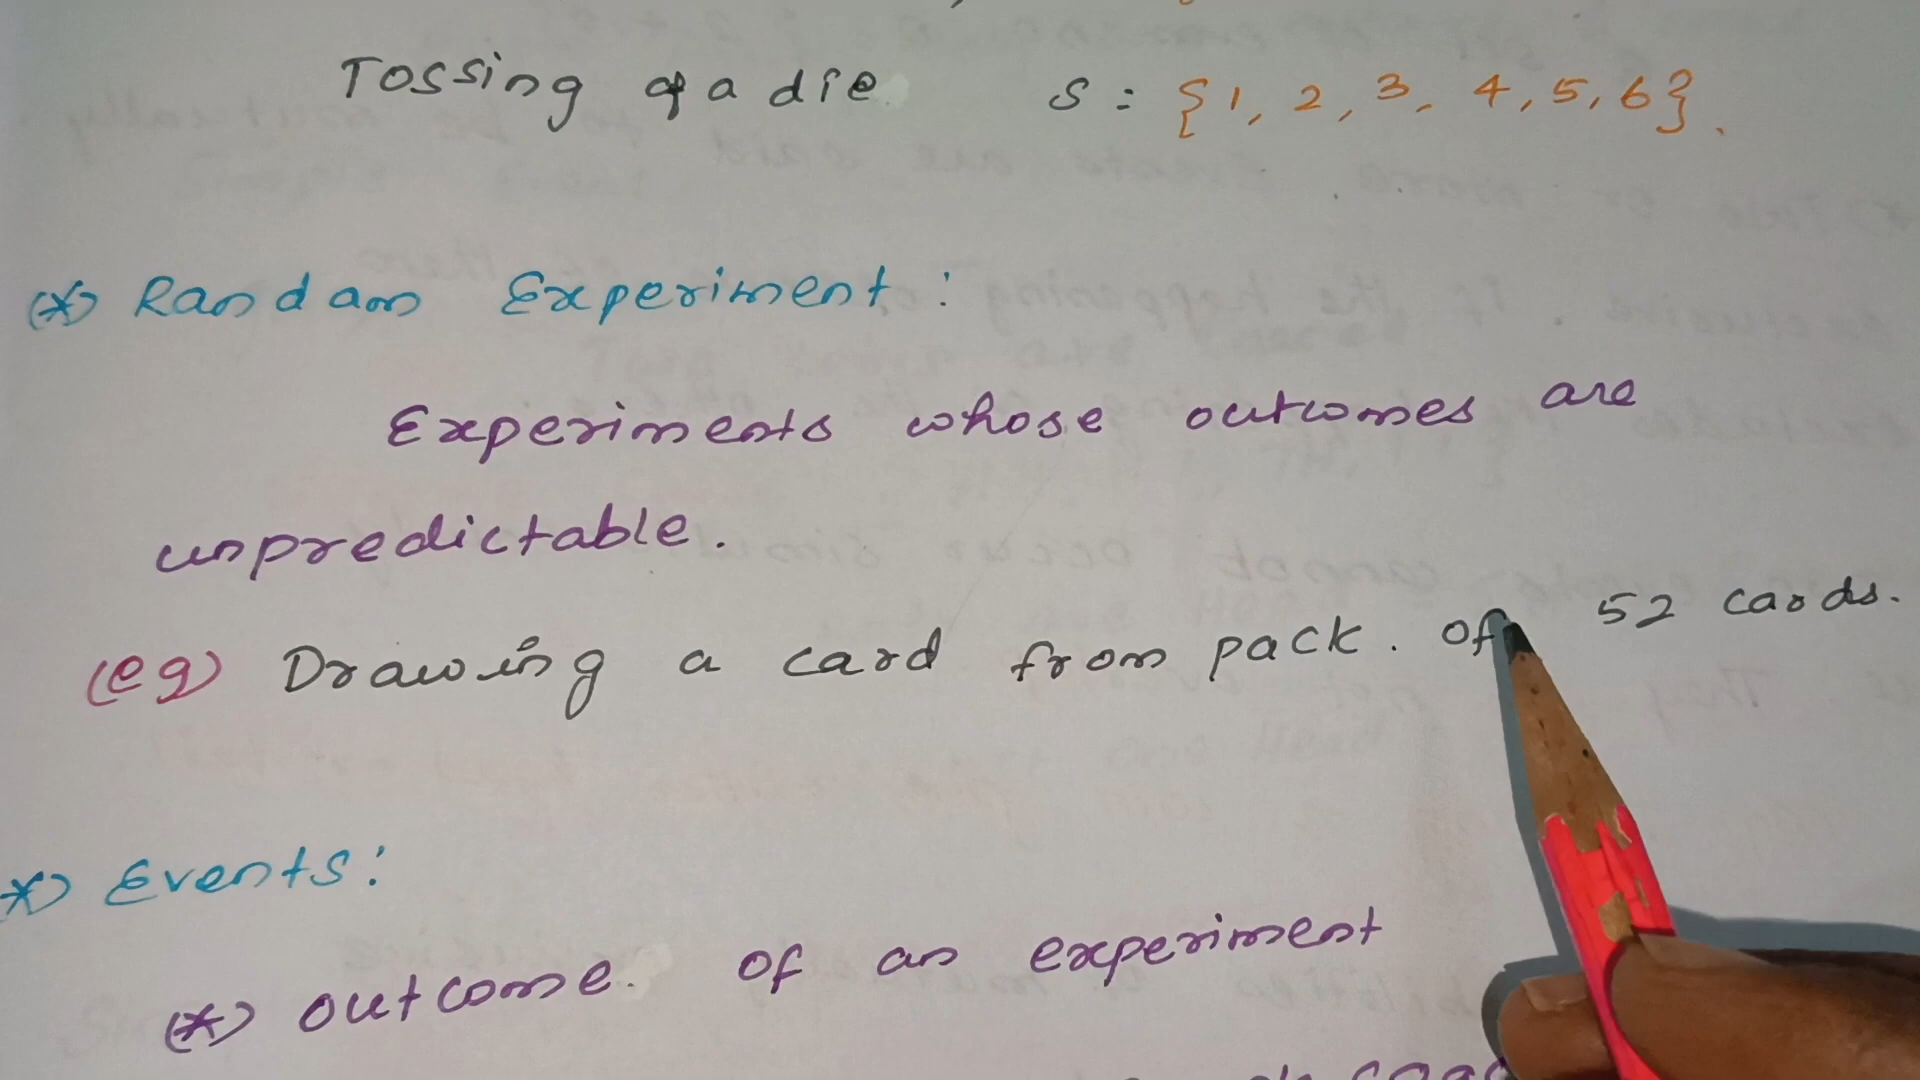 Tossing of a die S = {1, 2, 3, 4, 5, 6}.
(*) Randam Experiment :
Experiments whose outcomes are
unpredictable.
(eg) Drawing a card from pack. of 52 cards.
*) Events :
(*) outcome. of an experiment